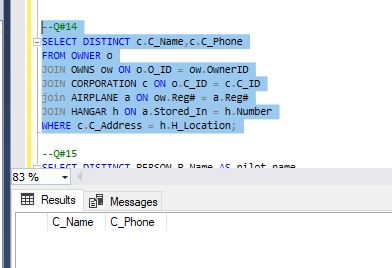 --Q#14
SELECT DISTINCT c.C_Name,c.C_Phone
FROM OWNER o
JOIN OWNS ow ON o.O_ID = ow.OwnerID
JOIN CORPORATION c ON o.C_ID = c.C_ID
join AIRPLANE a ON ow.Reg# = a.Reg#
JOIN HANGAR h ON a.Stored_In = h.Number
WHERE c.C_Address = h.H_Location;
--Q#15
SELECT DISTINCT PERSON.P_Name AS pilot_name
83 %
Results
Messages
C_Name C_Phone